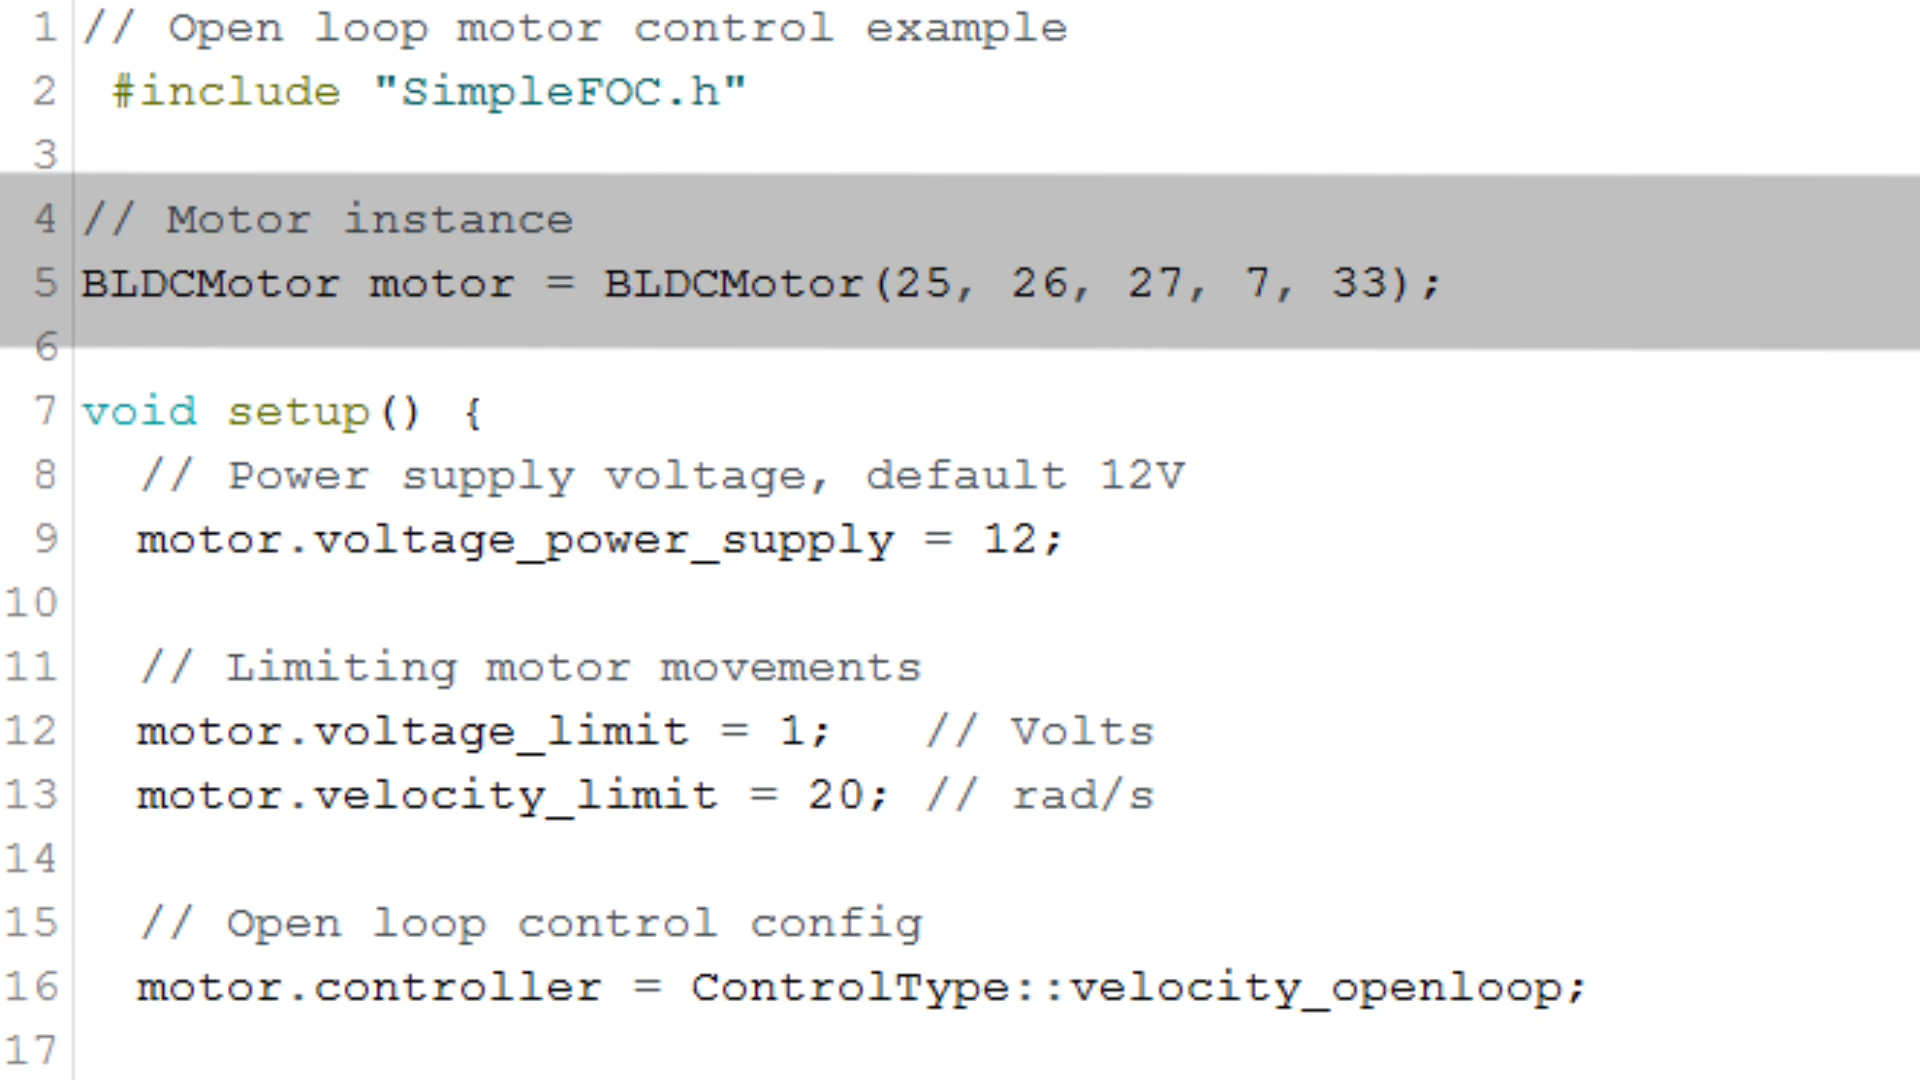 1 // Open loop motor control example
2 #include "SimpleFOC.h"
3
4 // Motor instance
5 BLDCMotor motor = BLDCMotor(25, 26, 27, 7, 33);
6
7 void setup() {
8 // Power supply voltage, default 12V
9 motor.voltage_power_supply = 12;
10
11 // Limiting motor movements
12 motor.voltage_limit = 1; // Volts
13 motor.velocity_limit = 20; // rad/s
14
15 // Open loop control config
16 motor.controller = ControlType::velocity_openloop;
17